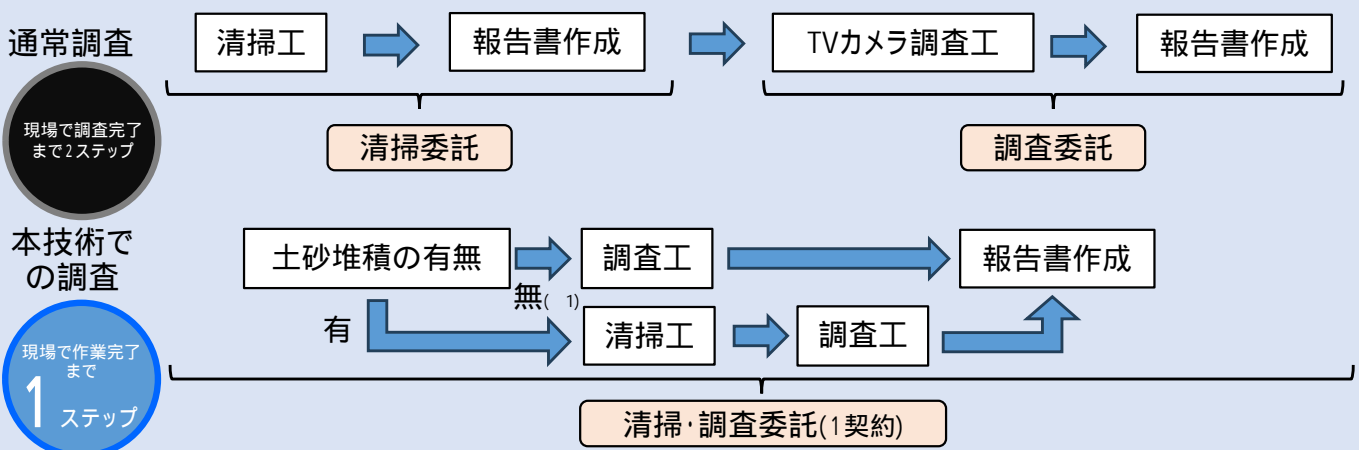 通常調査
清掃工
報告書作成
TVカメラ調査工
報告書作成
現場で調査完了
まで2ステップ
清掃委託
調査委託
本技術で
の調査
土砂堆積の有無
調査工
報告書作成
無( 1)
有
清掃工
調査工
現場で作業完了
まで
1
ステップ
清掃・調査委託(1契約)